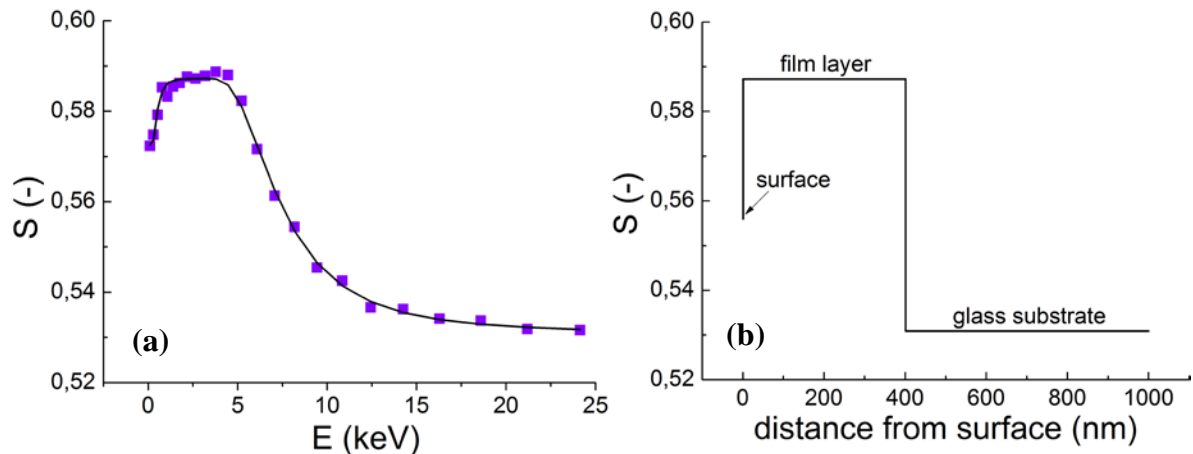 0,60
0,58
0,56
0,54
0,52
S (-)
(a)
0 5 10 15 20 25
E (keV)
0,60
0,58
0,56
0,54
0,52
S (-)
film layer
surface
glass substrate
(b)
0 200 400 600 800 1000
distance from surface (nm)